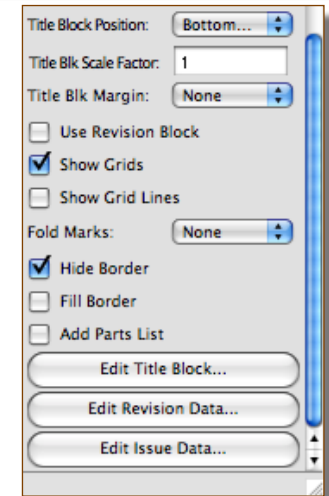 Title Block Position: Bottom...
Title Blk Scale Factor: 1
Title Blk Margin: None
Use Revision Block
Show Grids
Show Grid Lines
Fold Marks: None
Hide Border
Fill Border
Add Parts List
Edit Title Block...
Edit Revision Data...
Edit Issue Data...